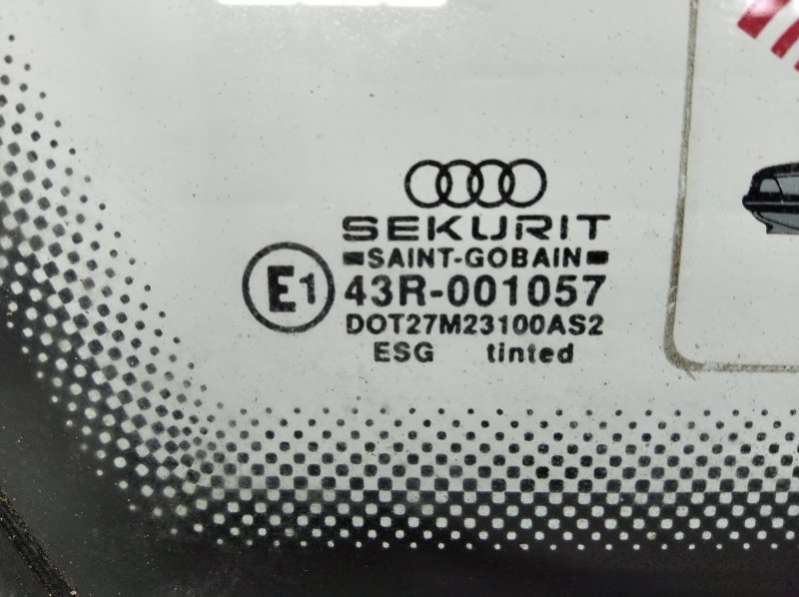 SEKURIT
SAINT-GOBAIN
E1
43R-001057
DOT27M23100AS2
ESG tinted